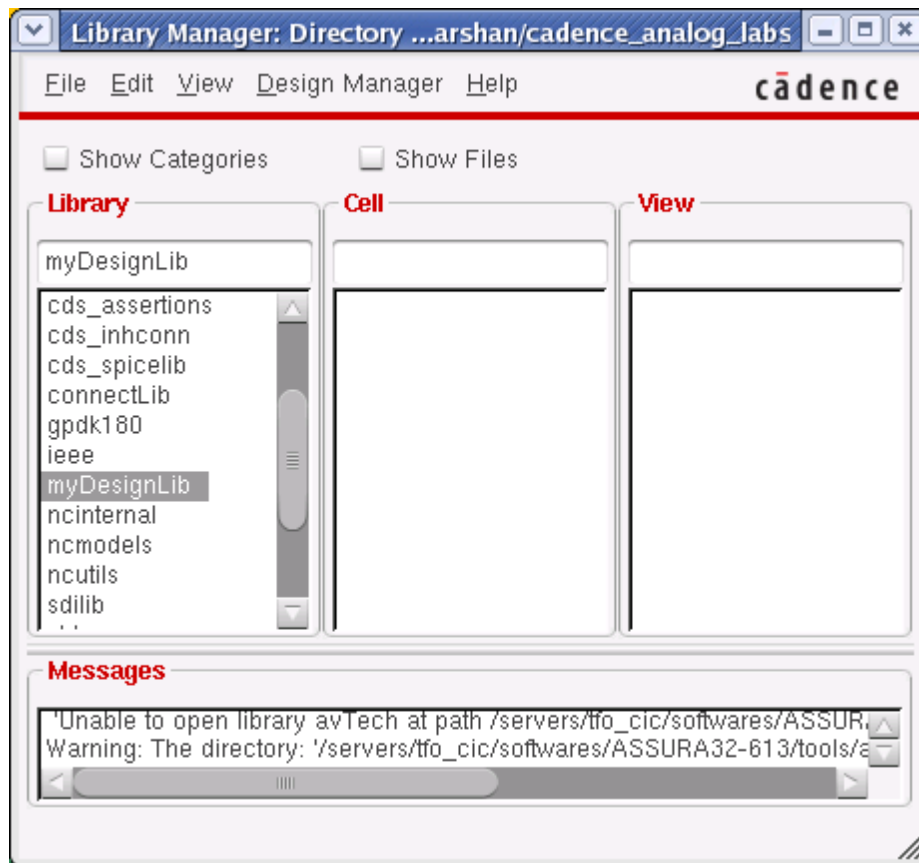 Library Manager: Directory ...arshan/cadence_analog_labs
File Edit View Design Manager Help
cādence
Show Categories Show Files
Library Cell View
myDesignLib
cds_assertions
cds_inhconn
cds_spicelib
connectLib
gpdk180
ieee
myDesignLib
ncinternal
ncmodels
ncutils
sdilib
Messages
'Unable to open library avTech at path /servers/tfo_cic/softwares/ASSURA
Warning: The directory: '/servers/tfo_cic/softwares/ASSURA32-613/tools/a